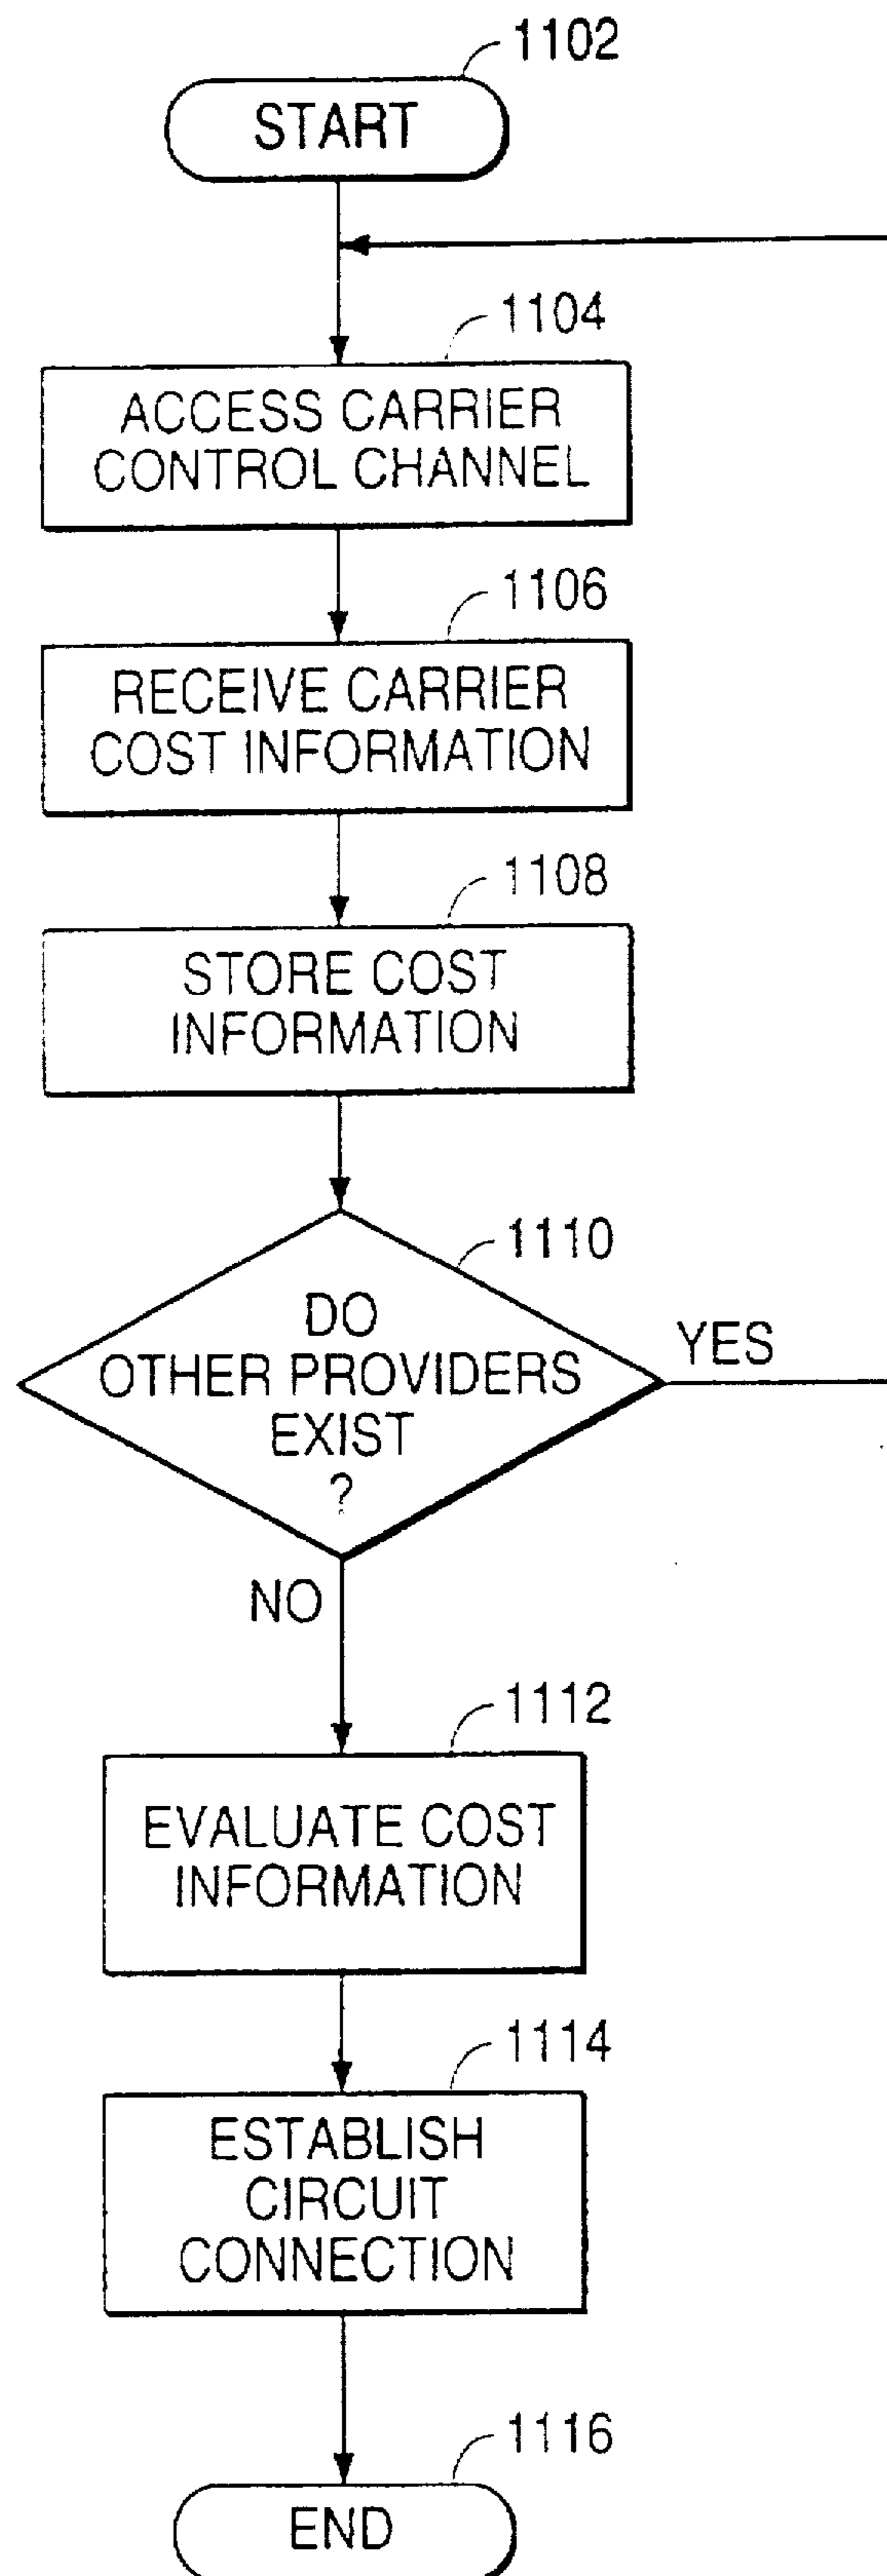 1102
START
1104
ACCESS CARRIER
CONTROL CHANNEL
1106
RECEIVE CARRIER
COST INFORMATION
1108
STORE COST
INFORMATION
1110
DO
OTHER PROVIDERS
EXIST
?
YES
NO
1112
EVALUATE COST
INFORMATION
1114
ESTABLISH
CIRCUIT
CONNECTION
1116
END